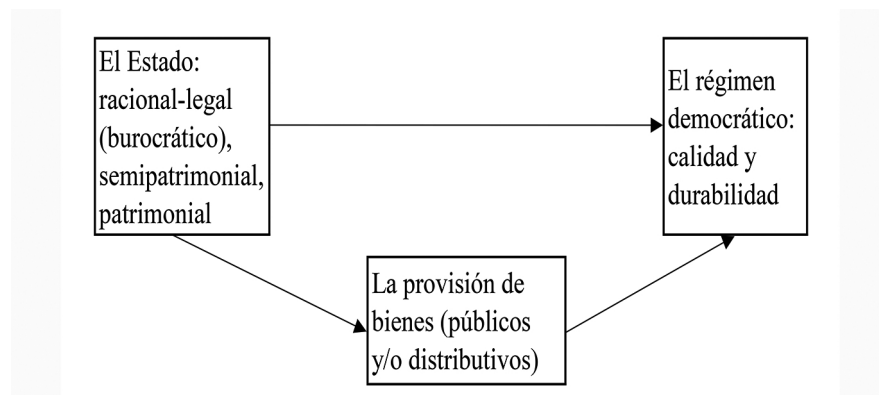 El Estado:
racional-legal
(burocrático),
semipatrimonial,
patrimonial
El régimen
democrático:
calidad y
durabilidad
La provisión de
bienes (públicos
y/o distributivos)